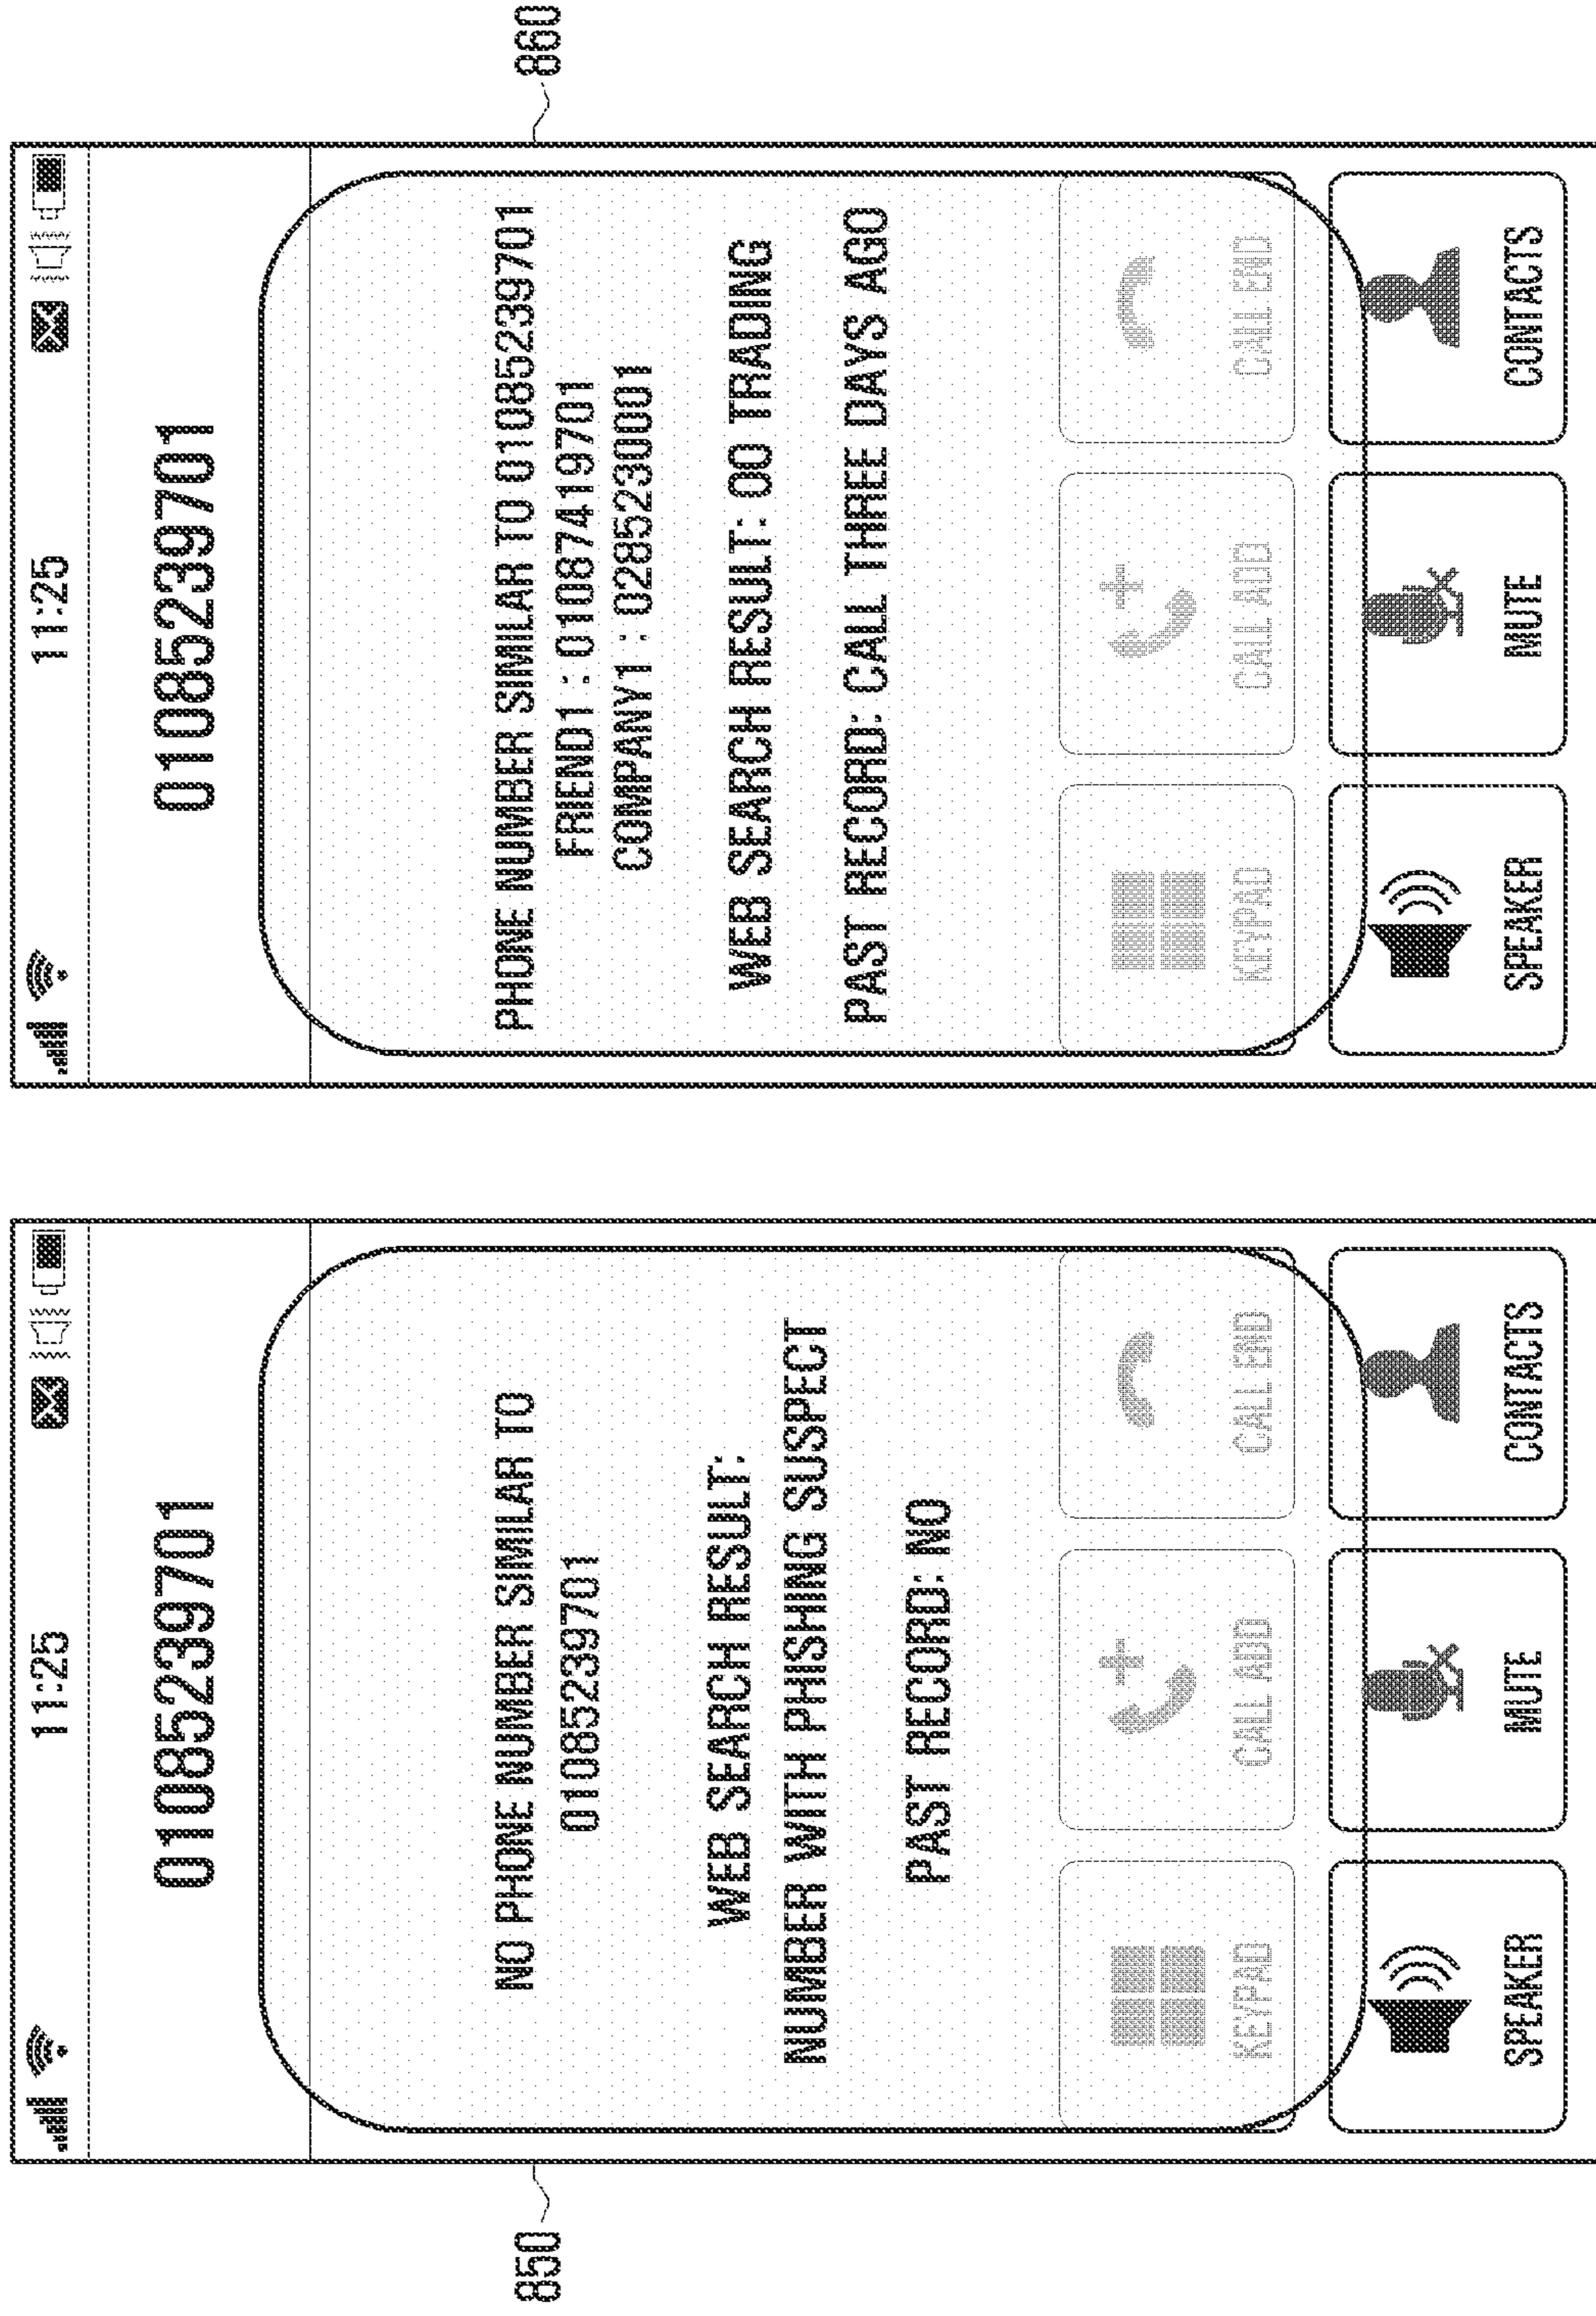 850
11:25
01085239701
NO PHONE NUMBER SIMILAR TO
01085239701
WEB SEARCH RESULT:
NUMBER WITH PHISHING SUSPECT
PAST RECORD: NO
KEYPAD
CALL ADD
CALL END
SPEAKER
MUTE
CONTACTS
860
11:25
01085239701
PHONE NUMBER SIMILAR TO 01085239701
FRIEND1 : 01087419701
COMPANY1 : 0285230001
WEB SEARCH RESULT: 00 TRADING
PAST RECORD: CALL THREE DAYS AGO
KEYPAD
CALL ADD
CALL END
SPEAKER
MUTE
CONTACTS